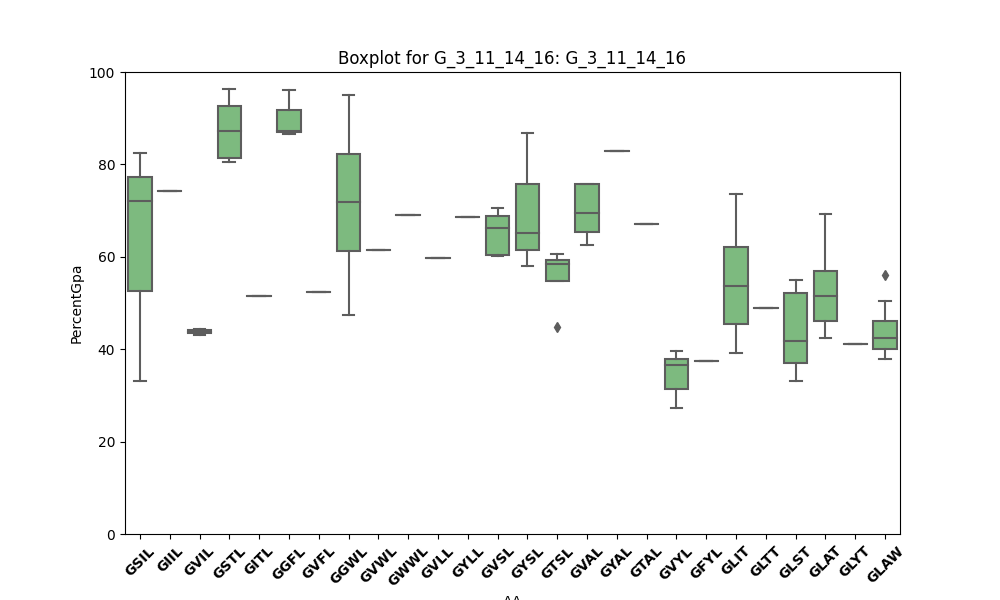 Boxplot for G_3_11_14_16: G_3_11_14_16
PercentGpa
100
80
60
40
20
0
GSIL
GIIL
GVIL
GSTL
GITL
GGFL
GVFL
GGWL
GVWL
GWWL
GVLL
GYLL
GVSL
GYSL
GTSL
GVAL
GYAL
GTAL
GVYL
GFYL
GLIT
GLTT
GLST
GLAT
GLYT
GLAW
AA